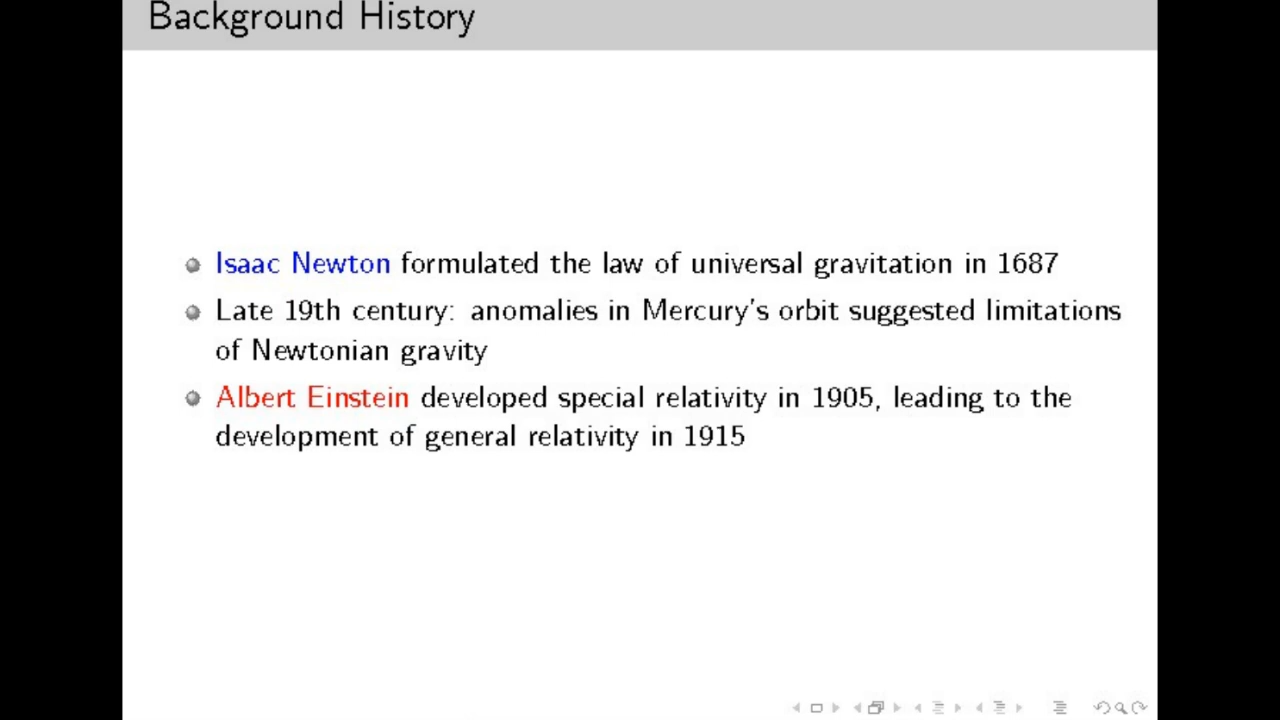 Background History
Isaac Newton formulated the law of universal gravitation in 1687
Late 19th century: anomalies in Mercury's orbit suggested limitations
of Newtonian gravity
Albert Einstein developed special relativity in 1905, leading to the
development of general relativity in 1915